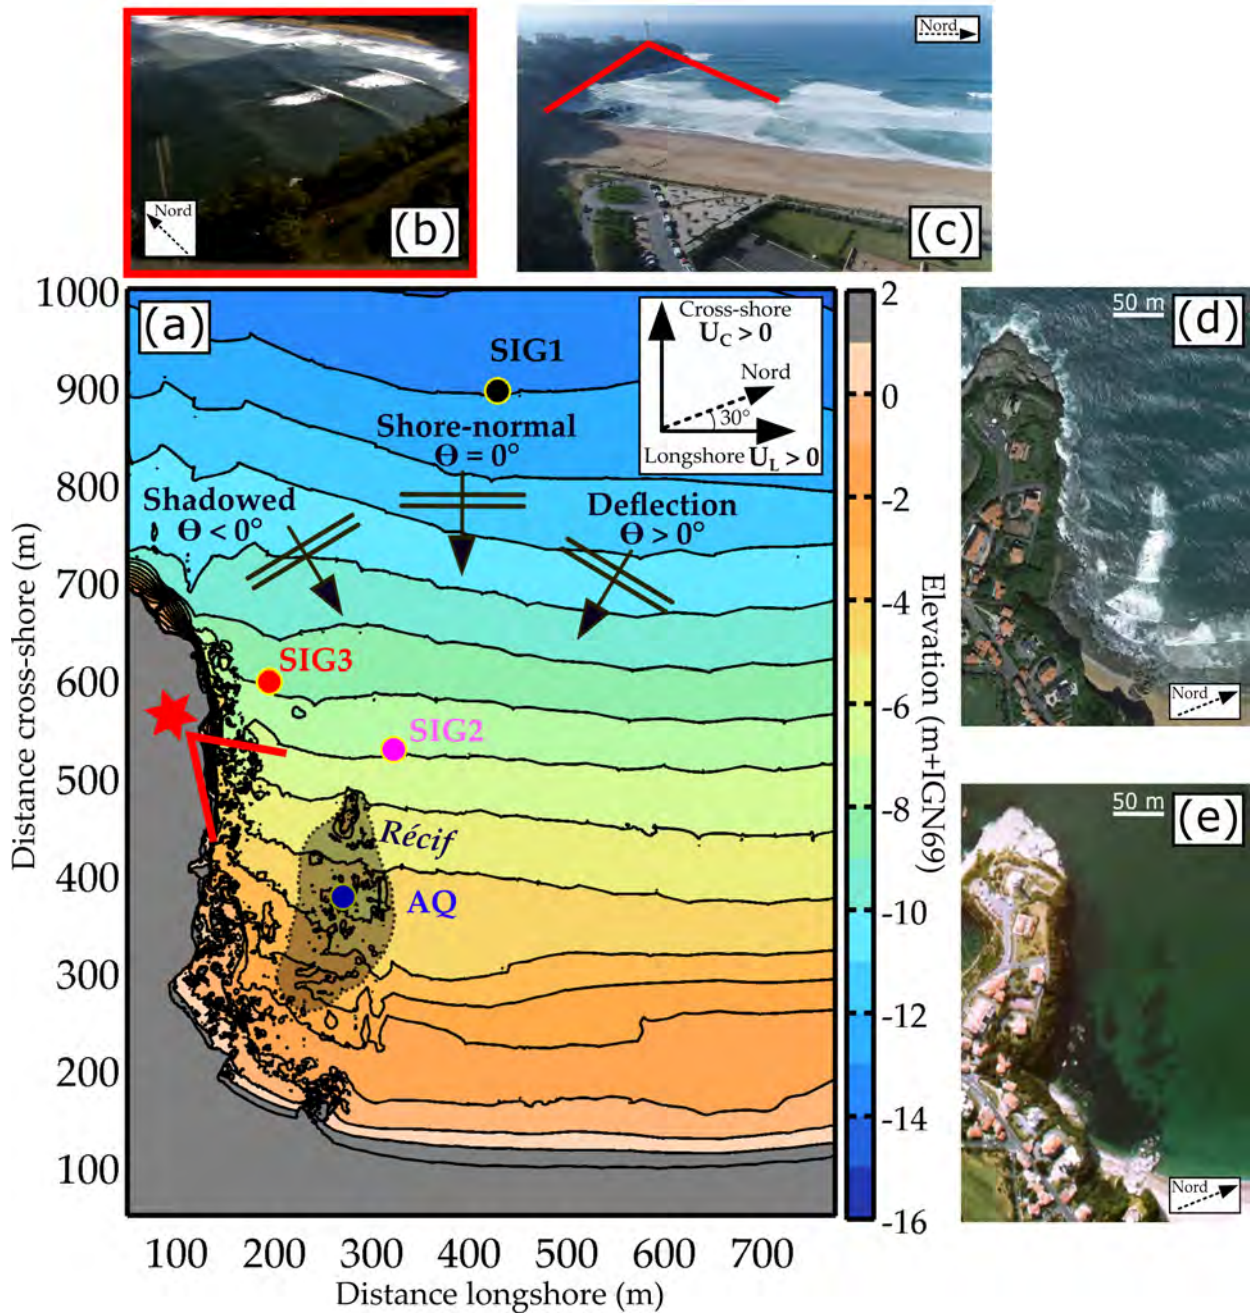 Nord
(b)
Nord
(c)
(a)
1000
900
800
700
600
500
400
300
200
100
100 200 300 400 500 600 700
Distance cross-shore (m)
Distance longshore (m)
SIG1
Shore-normal
Θ = 0°
Shadowed
Θ < 0°
Deflection
Θ > 0°
SIG3
SIG2
Récif
AQ
Cross-shore
U_C > 0
Nord
30°
Longshore U_L > 0
2
0
-2
-4
-6
-8
-10
-12
-14
-16
Elevation (m+IGN69)
50 m
(d)
Nord
50 m
(e)
Nord